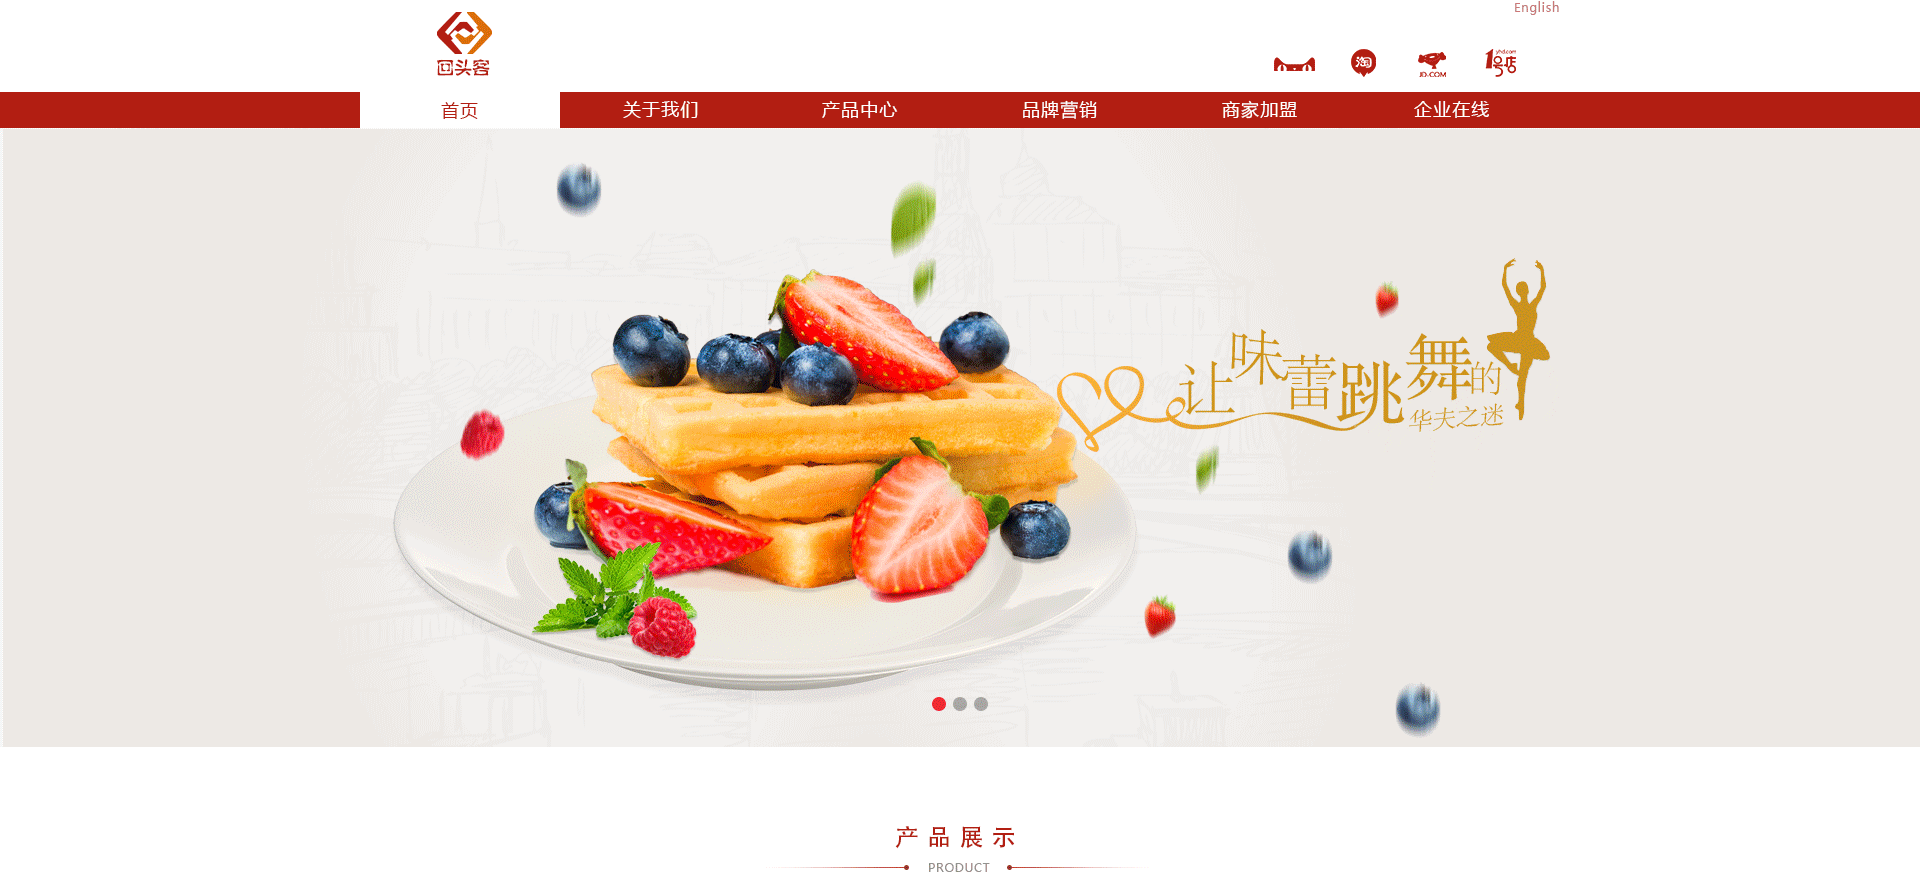 English
回头客
淘
JD.COM
yhd.com
1号店
首页
关于我们
产品中心
品牌营销
商家加盟
企业在线
让味蕾跳舞的
华夫之迷
产品展示
PRODUCT